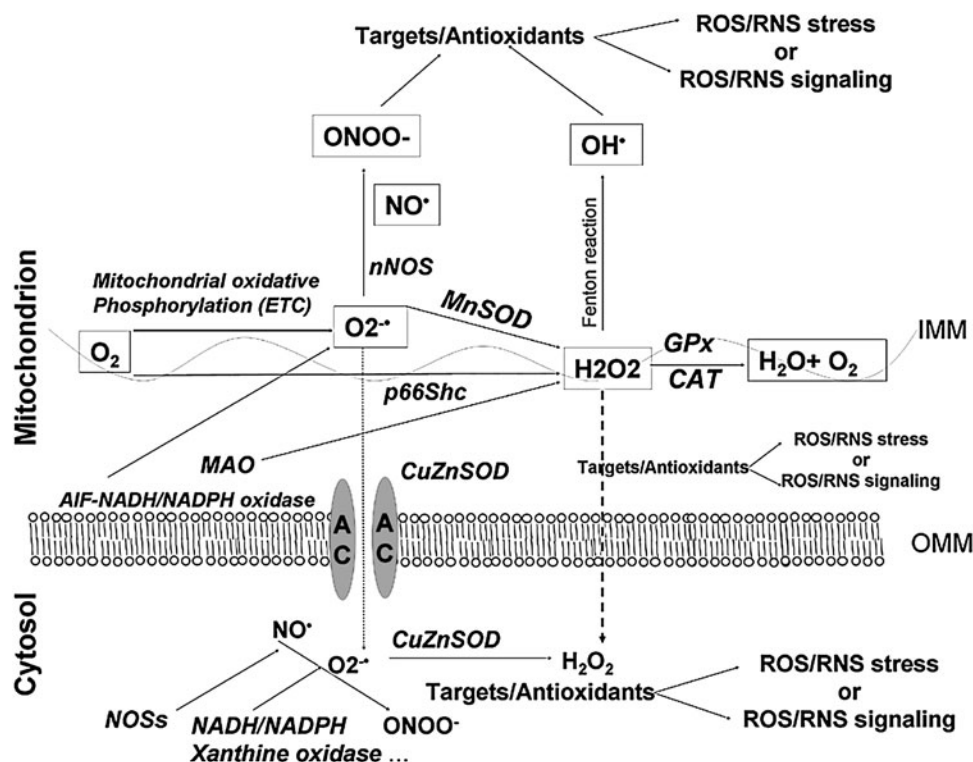 Targets/Antioxidants
ROS/RNS stress
or
ROS/RNS signaling
ONOO-
OH•
NO•
nNOS
Fenton reaction
Mitochondrial oxidative
Phosphorylation (ETC)
O2-•
MnSOD
O₂
H2O2
GPx
CAT
H₂O+ O₂
IMM
p66Shc
Mitochondrion
MAO
CuZnSOD
AIF-NADH/NADPH oxidase
Targets/Antioxidants
ROS/RNS stress
or
ROS/RNS signaling
A
C
A
C
OMM
Cytosol
NO•
O2-•
CuZnSOD
H₂O₂
Targets/Antioxidants
ROS/RNS stress
or
ROS/RNS signaling
NOSs
NADH/NADPH
Xanthine oxidase ...
ONOO⁻